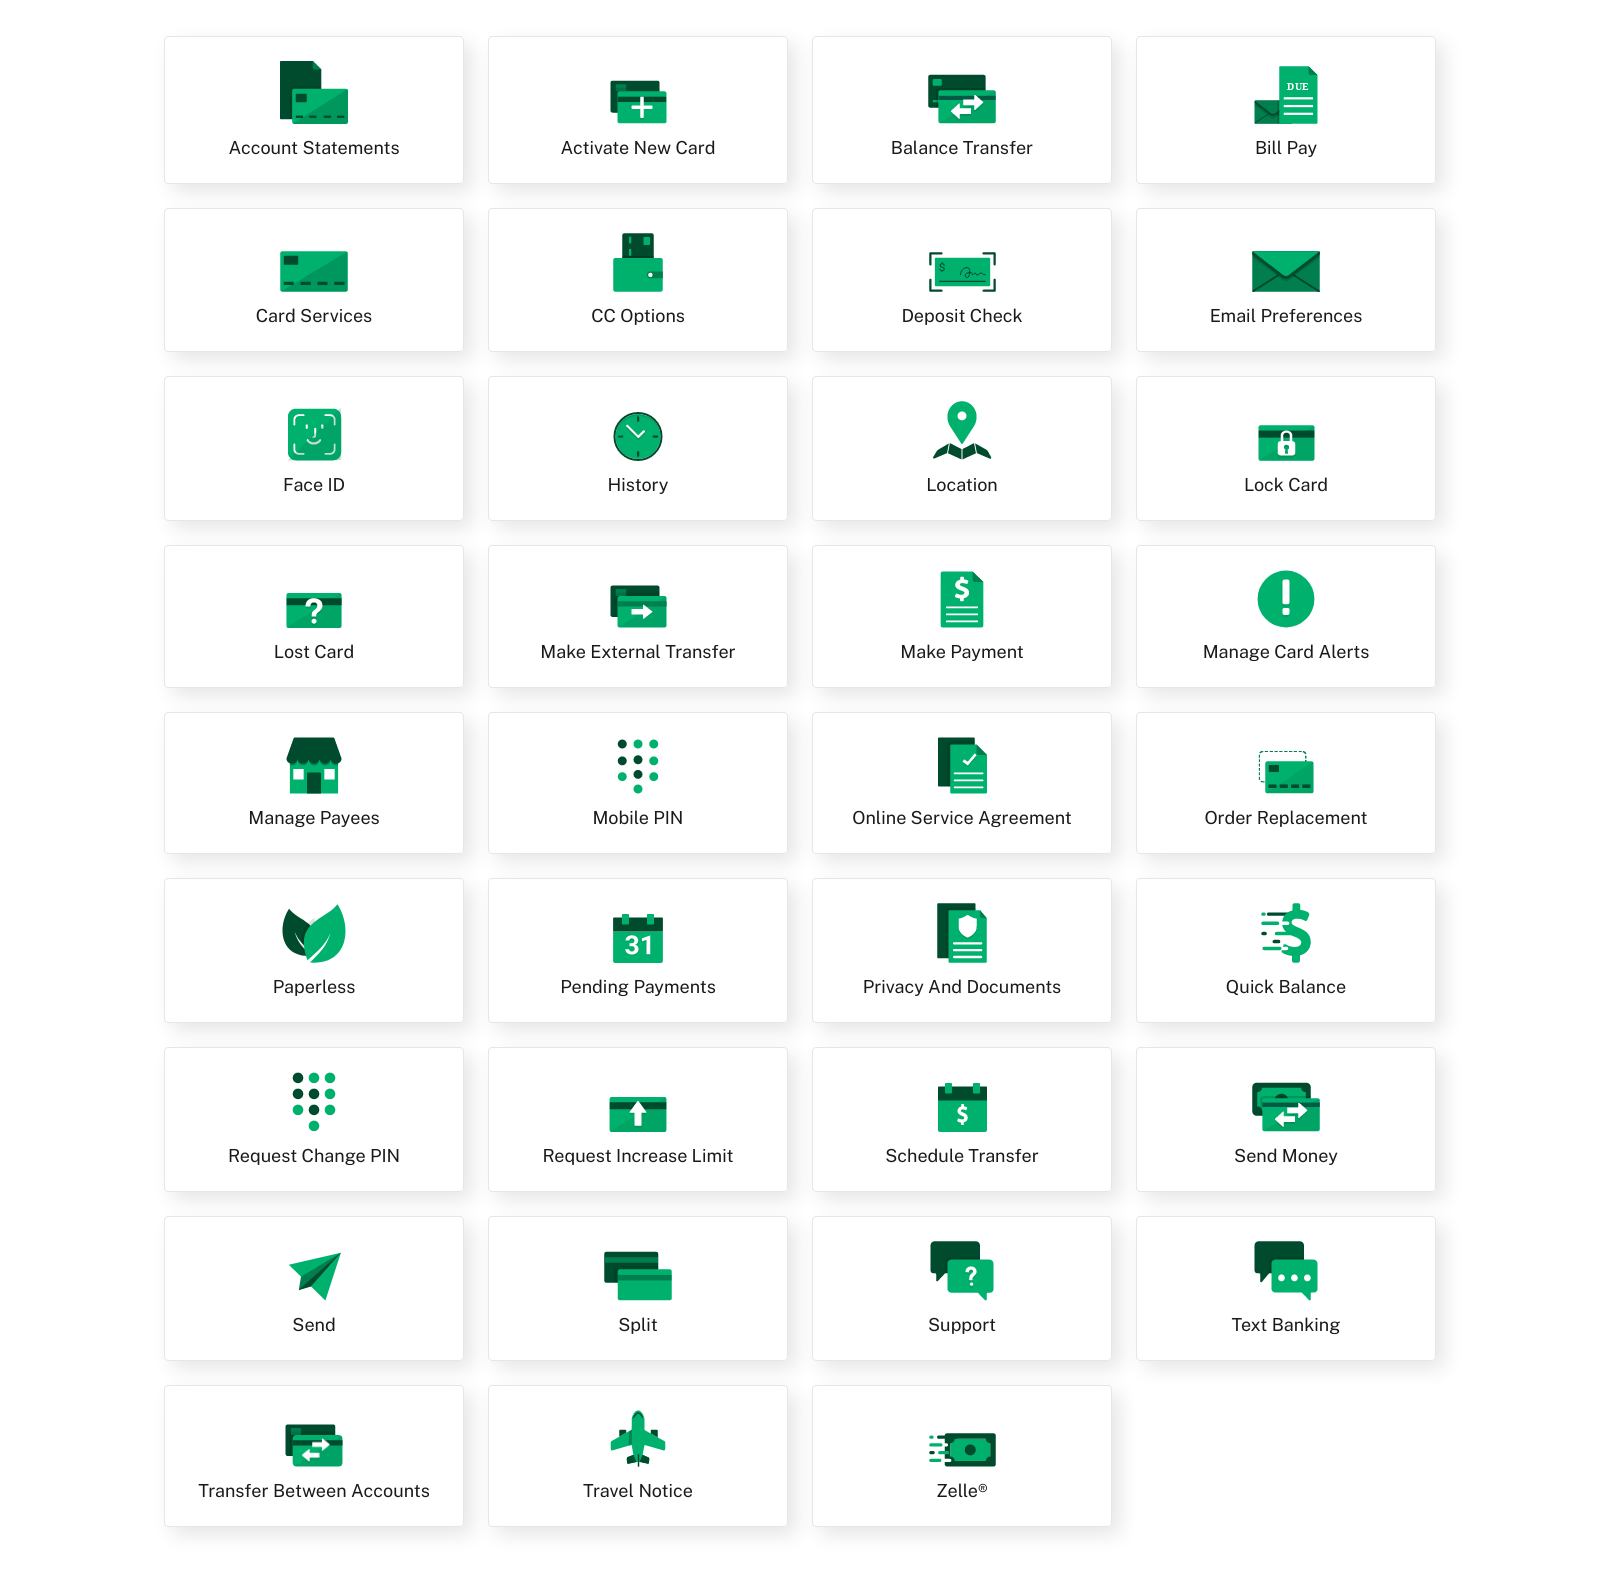 DUE
Account Statements
Activate New Card
Balance Transfer
Bill Pay
$
Card Services
CC Options
Deposit Check
Email Preferences
Face ID
History
Location
Lock Card
?
$
!
Lost Card
Make External Transfer
Make Payment
Manage Card Alerts
Manage Payees
Mobile PIN
Online Service Agreement
Order Replacement
31
$
Paperless
Pending Payments
Privacy And Documents
Quick Balance
$
Request Change PIN
Request Increase Limit
Schedule Transfer
Send Money
?
Send
Split
Support
Text Banking
Transfer Between Accounts
Travel Notice
Zelle®